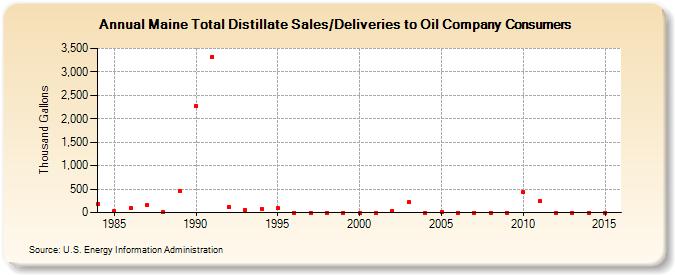 Annual Maine Total Distillate Sales/Deliveries to Oil Company Consumers
Thousand Gallons
3,500
3,000
2,500
2,000
1,500
1,000
500
0
1985 1990 1995 2000 2005 2010 2015
Source: U.S. Energy Information Administration